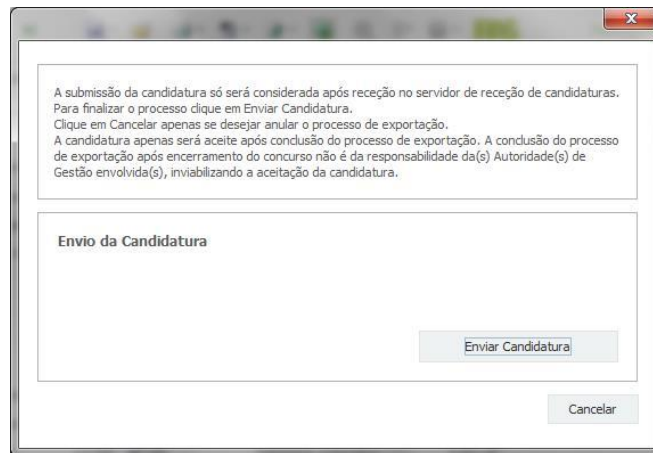 A submissão da candidatura só será considerada após receção no servidor de receção de candidaturas.
Para finalizar o processo clique em Enviar Candidatura.
Clique em Cancelar apenas se desejar anular o processo de exportação.
A candidatura apenas será aceite após conclusão do processo de exportação. A conclusão do processo
de exportação após encerramento do concurso não é da responsabilidade da(s) Autoridade(s) de
Gestão envolvida(s), inviabilizando a aceitação da candidatura.
Envio da Candidatura
Enviar Candidatura
Cancelar